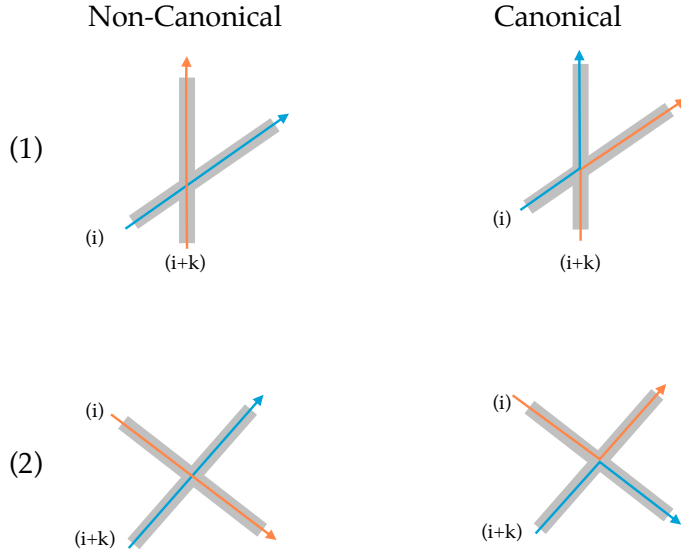 Non-Canonical
Canonical
(1)
(i)
(i+k)
(i)
(i+k)
(2)
(i)
(i+k)
(i)
(i+k)